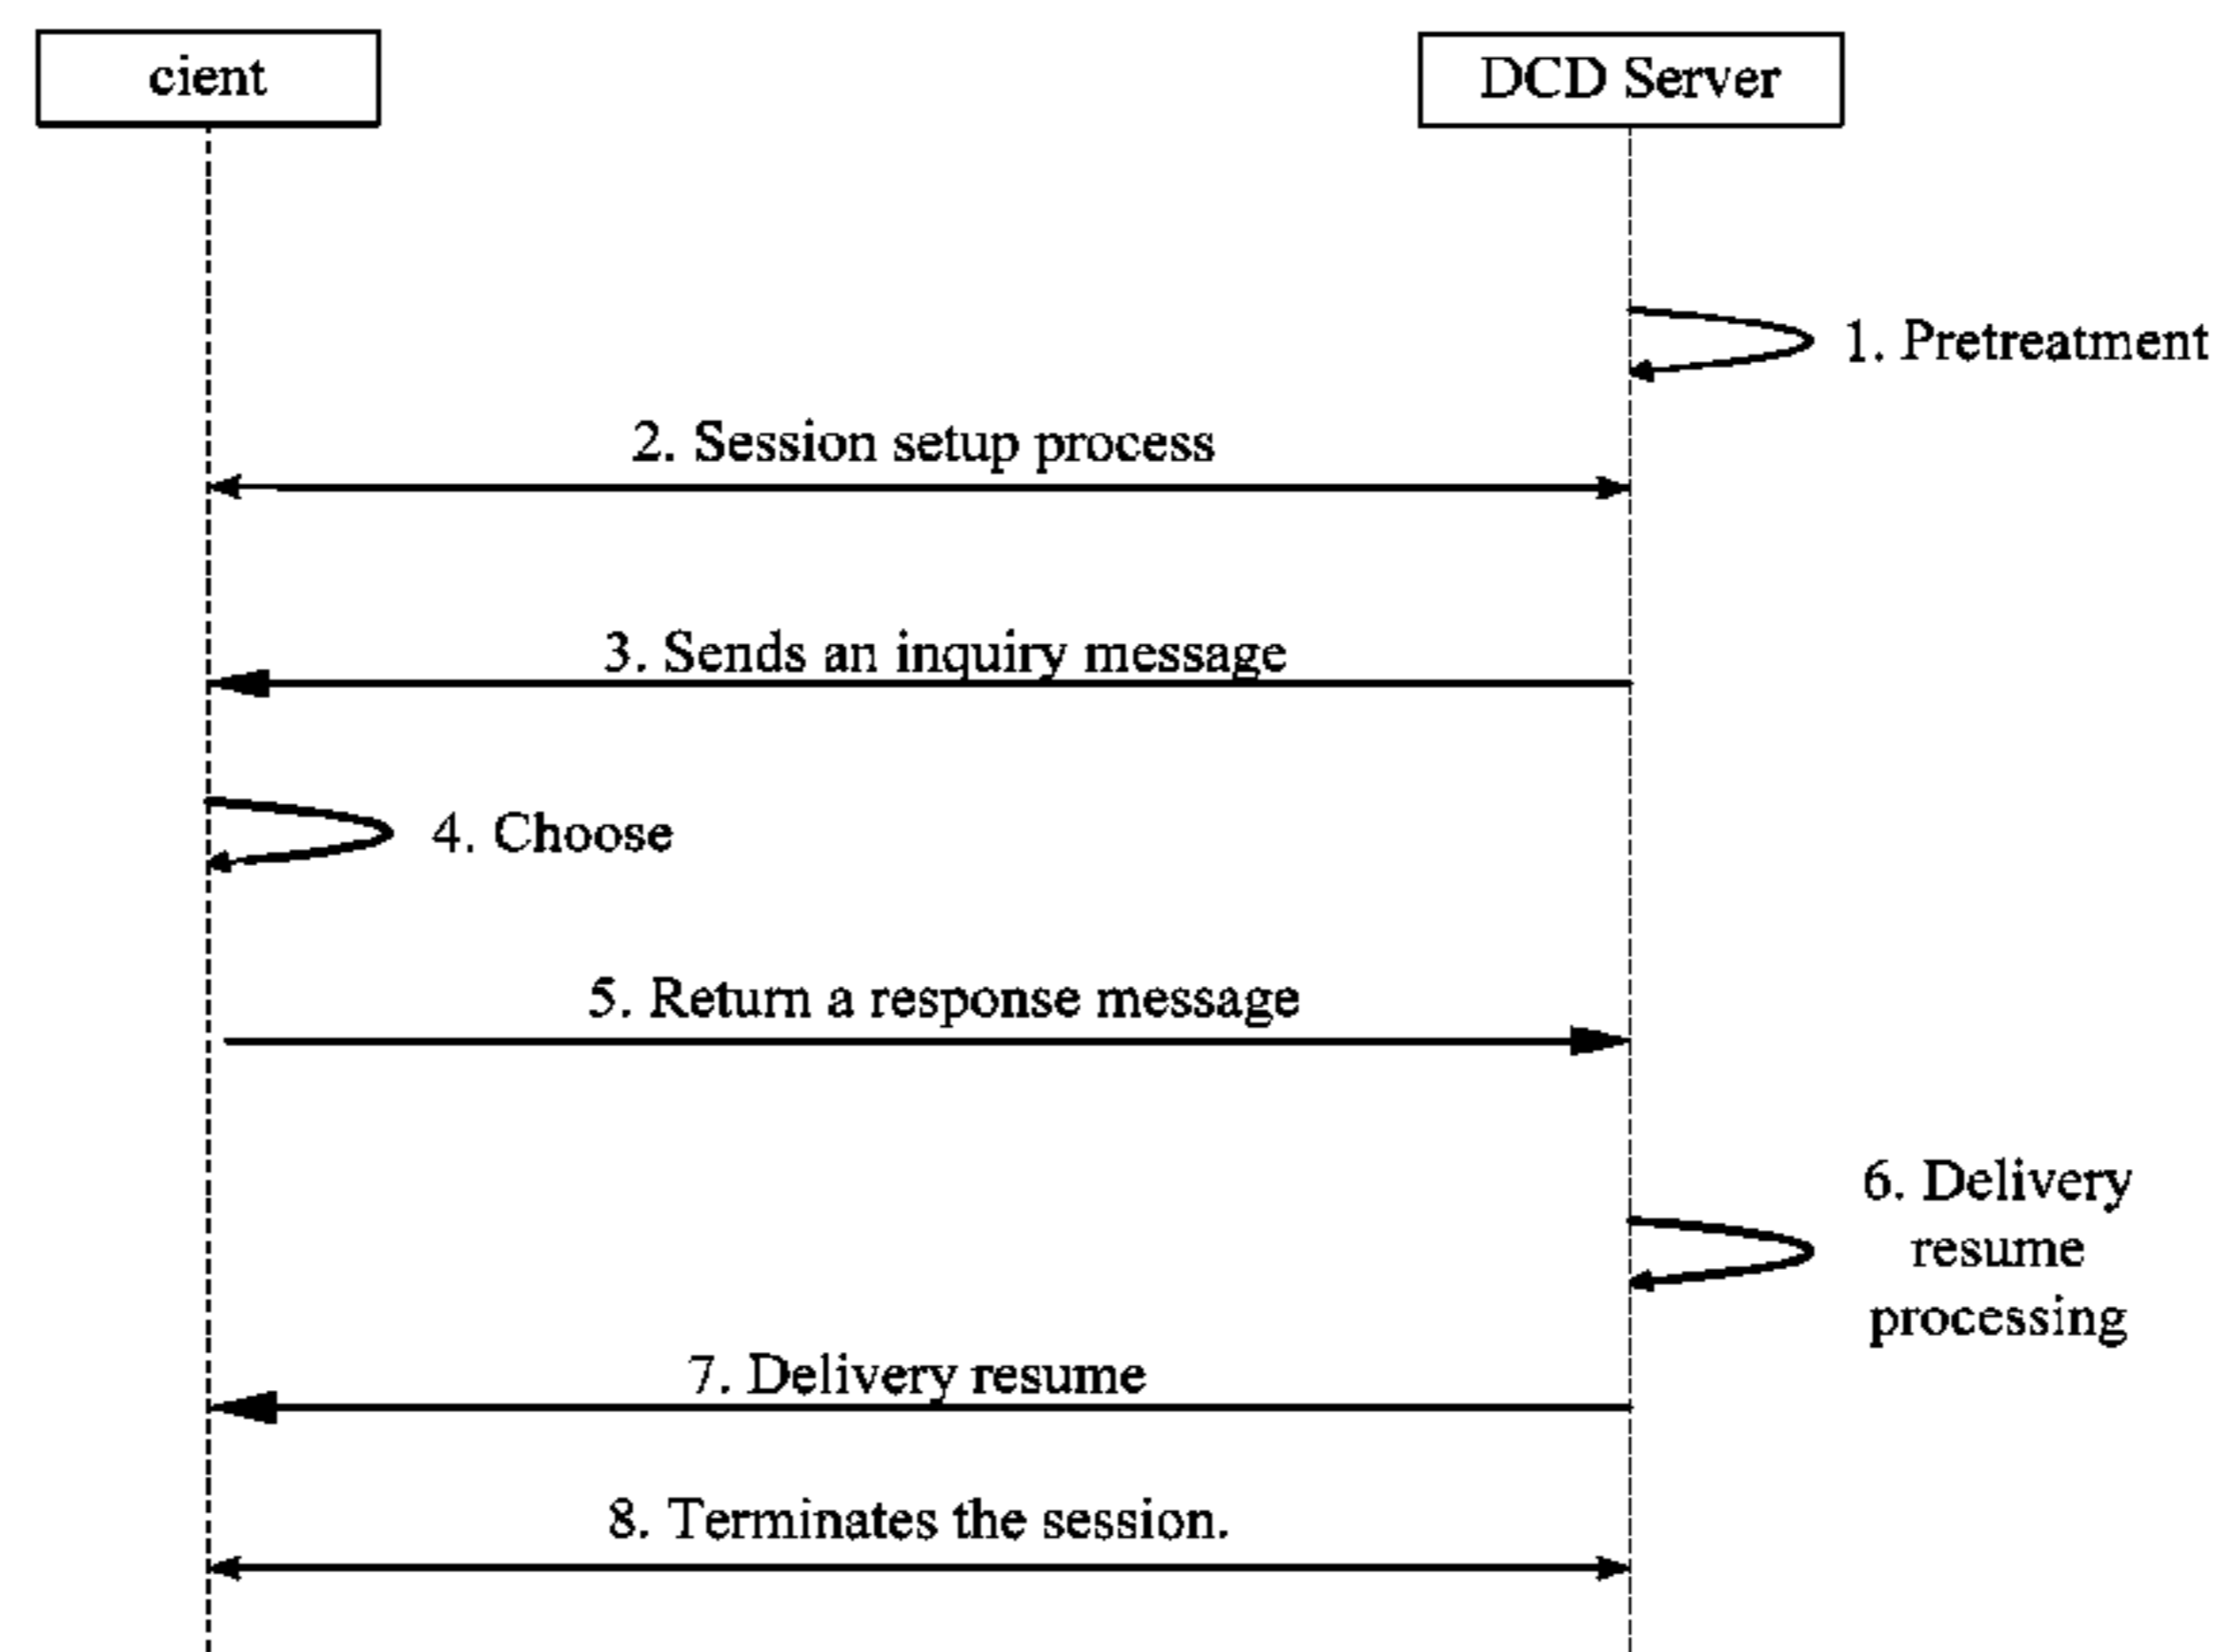 cient
DCD Server
1. Pretreatment
2. Session setup process
3. Sends an inquiry message
4. Choose
5. Return a response message
6. Delivery
resume
processing
7. Delivery resume
8. Terminates the session.